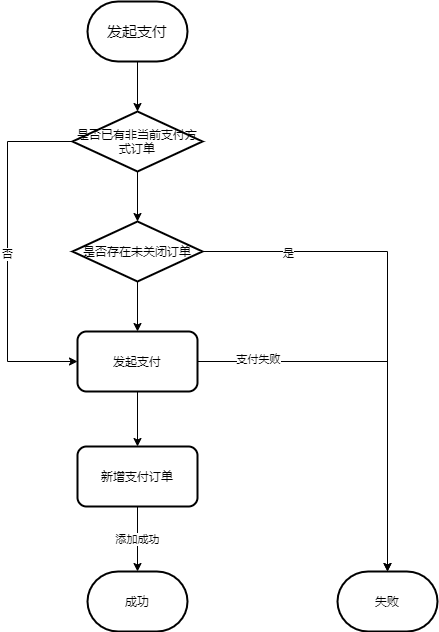 发起支付
是否已有非当前支付方
式订单
否
是否存在未关闭订单
是
发起支付
支付失败
新增支付订单
添加成功
成功
失败